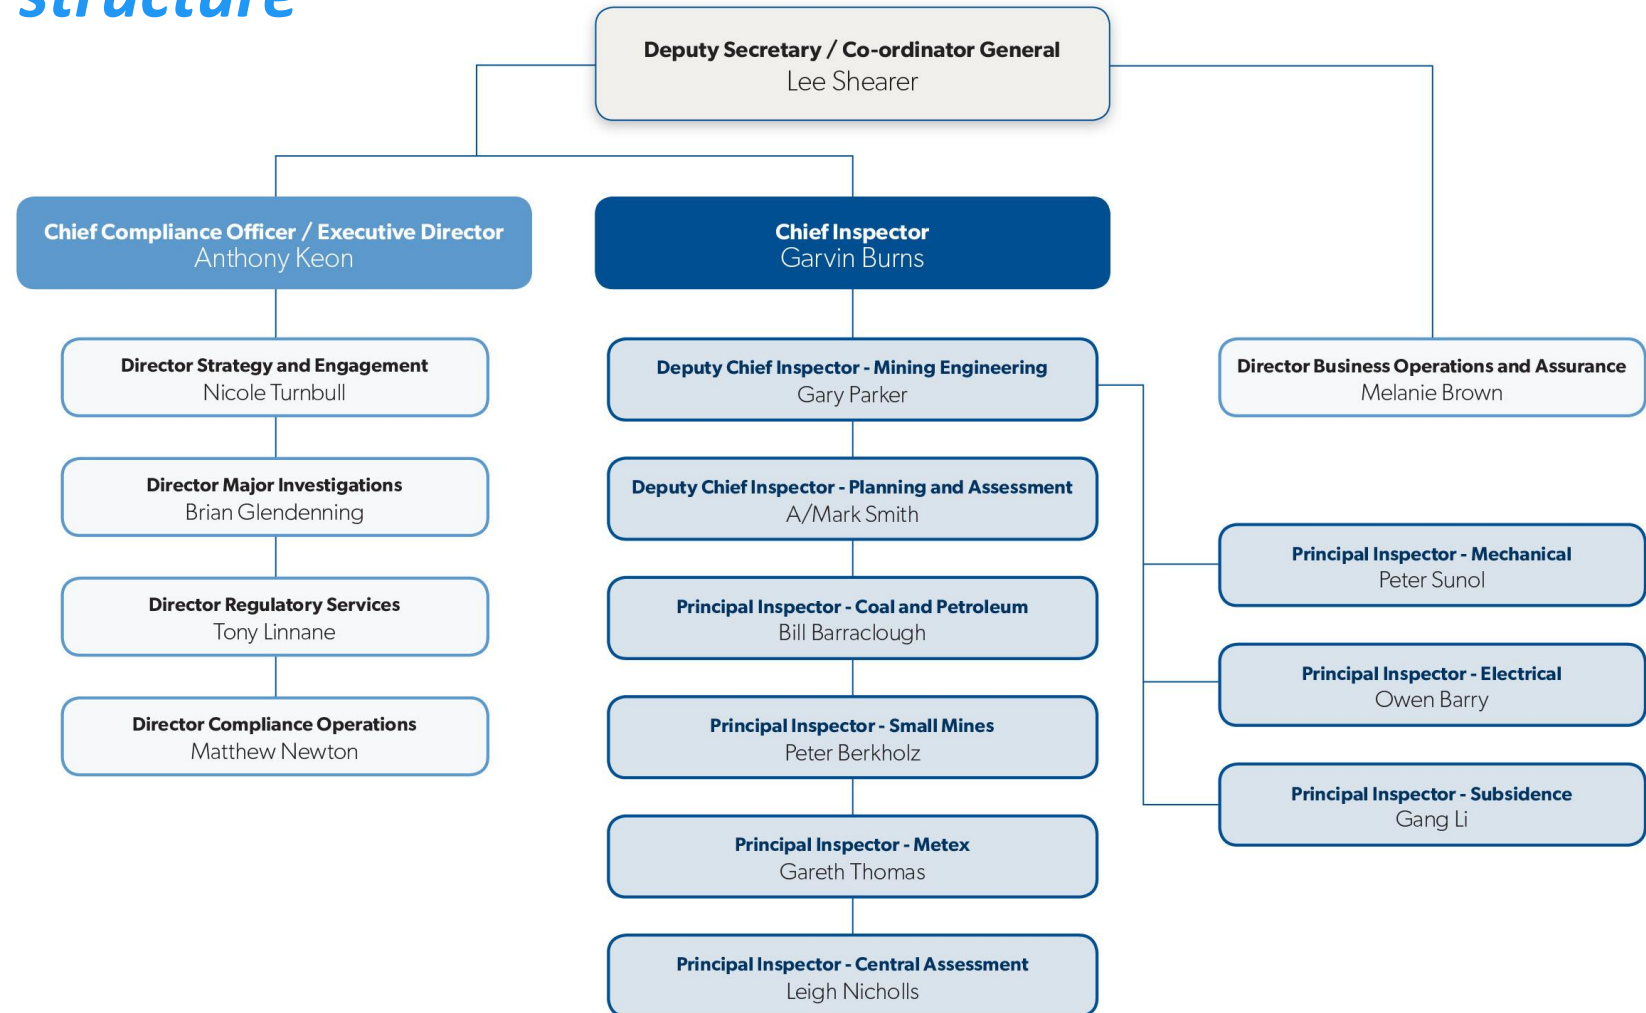 structure
Deputy Secretary / Co-ordinator General
Lee Shearer
Chief Compliance Officer / Executive Director
Anthony Keon
Chief Inspector
Garvin Burns
Director Strategy and Engagement
Nicole Turnbull
Director Major Investigations
Brian Glendenning
Director Regulatory Services
Tony Linnane
Director Compliance Operations
Matthew Newton
Deputy Chief Inspector - Mining Engineering
Gary Parker
Deputy Chief Inspector - Planning and Assessment
A/Mark Smith
Principal Inspector - Coal and Petroleum
Bill Barraclough
Principal Inspector - Small Mines
Peter Berkholz
Principal Inspector - Metex
Gareth Thomas
Principal Inspector - Central Assessment
Leigh Nicholls
Director Business Operations and Assurance
Melanie Brown
Principal Inspector - Mechanical
Peter Sunol
Principal Inspector - Electrical
Owen Barry
Principal Inspector - Subsidence
Gang Li